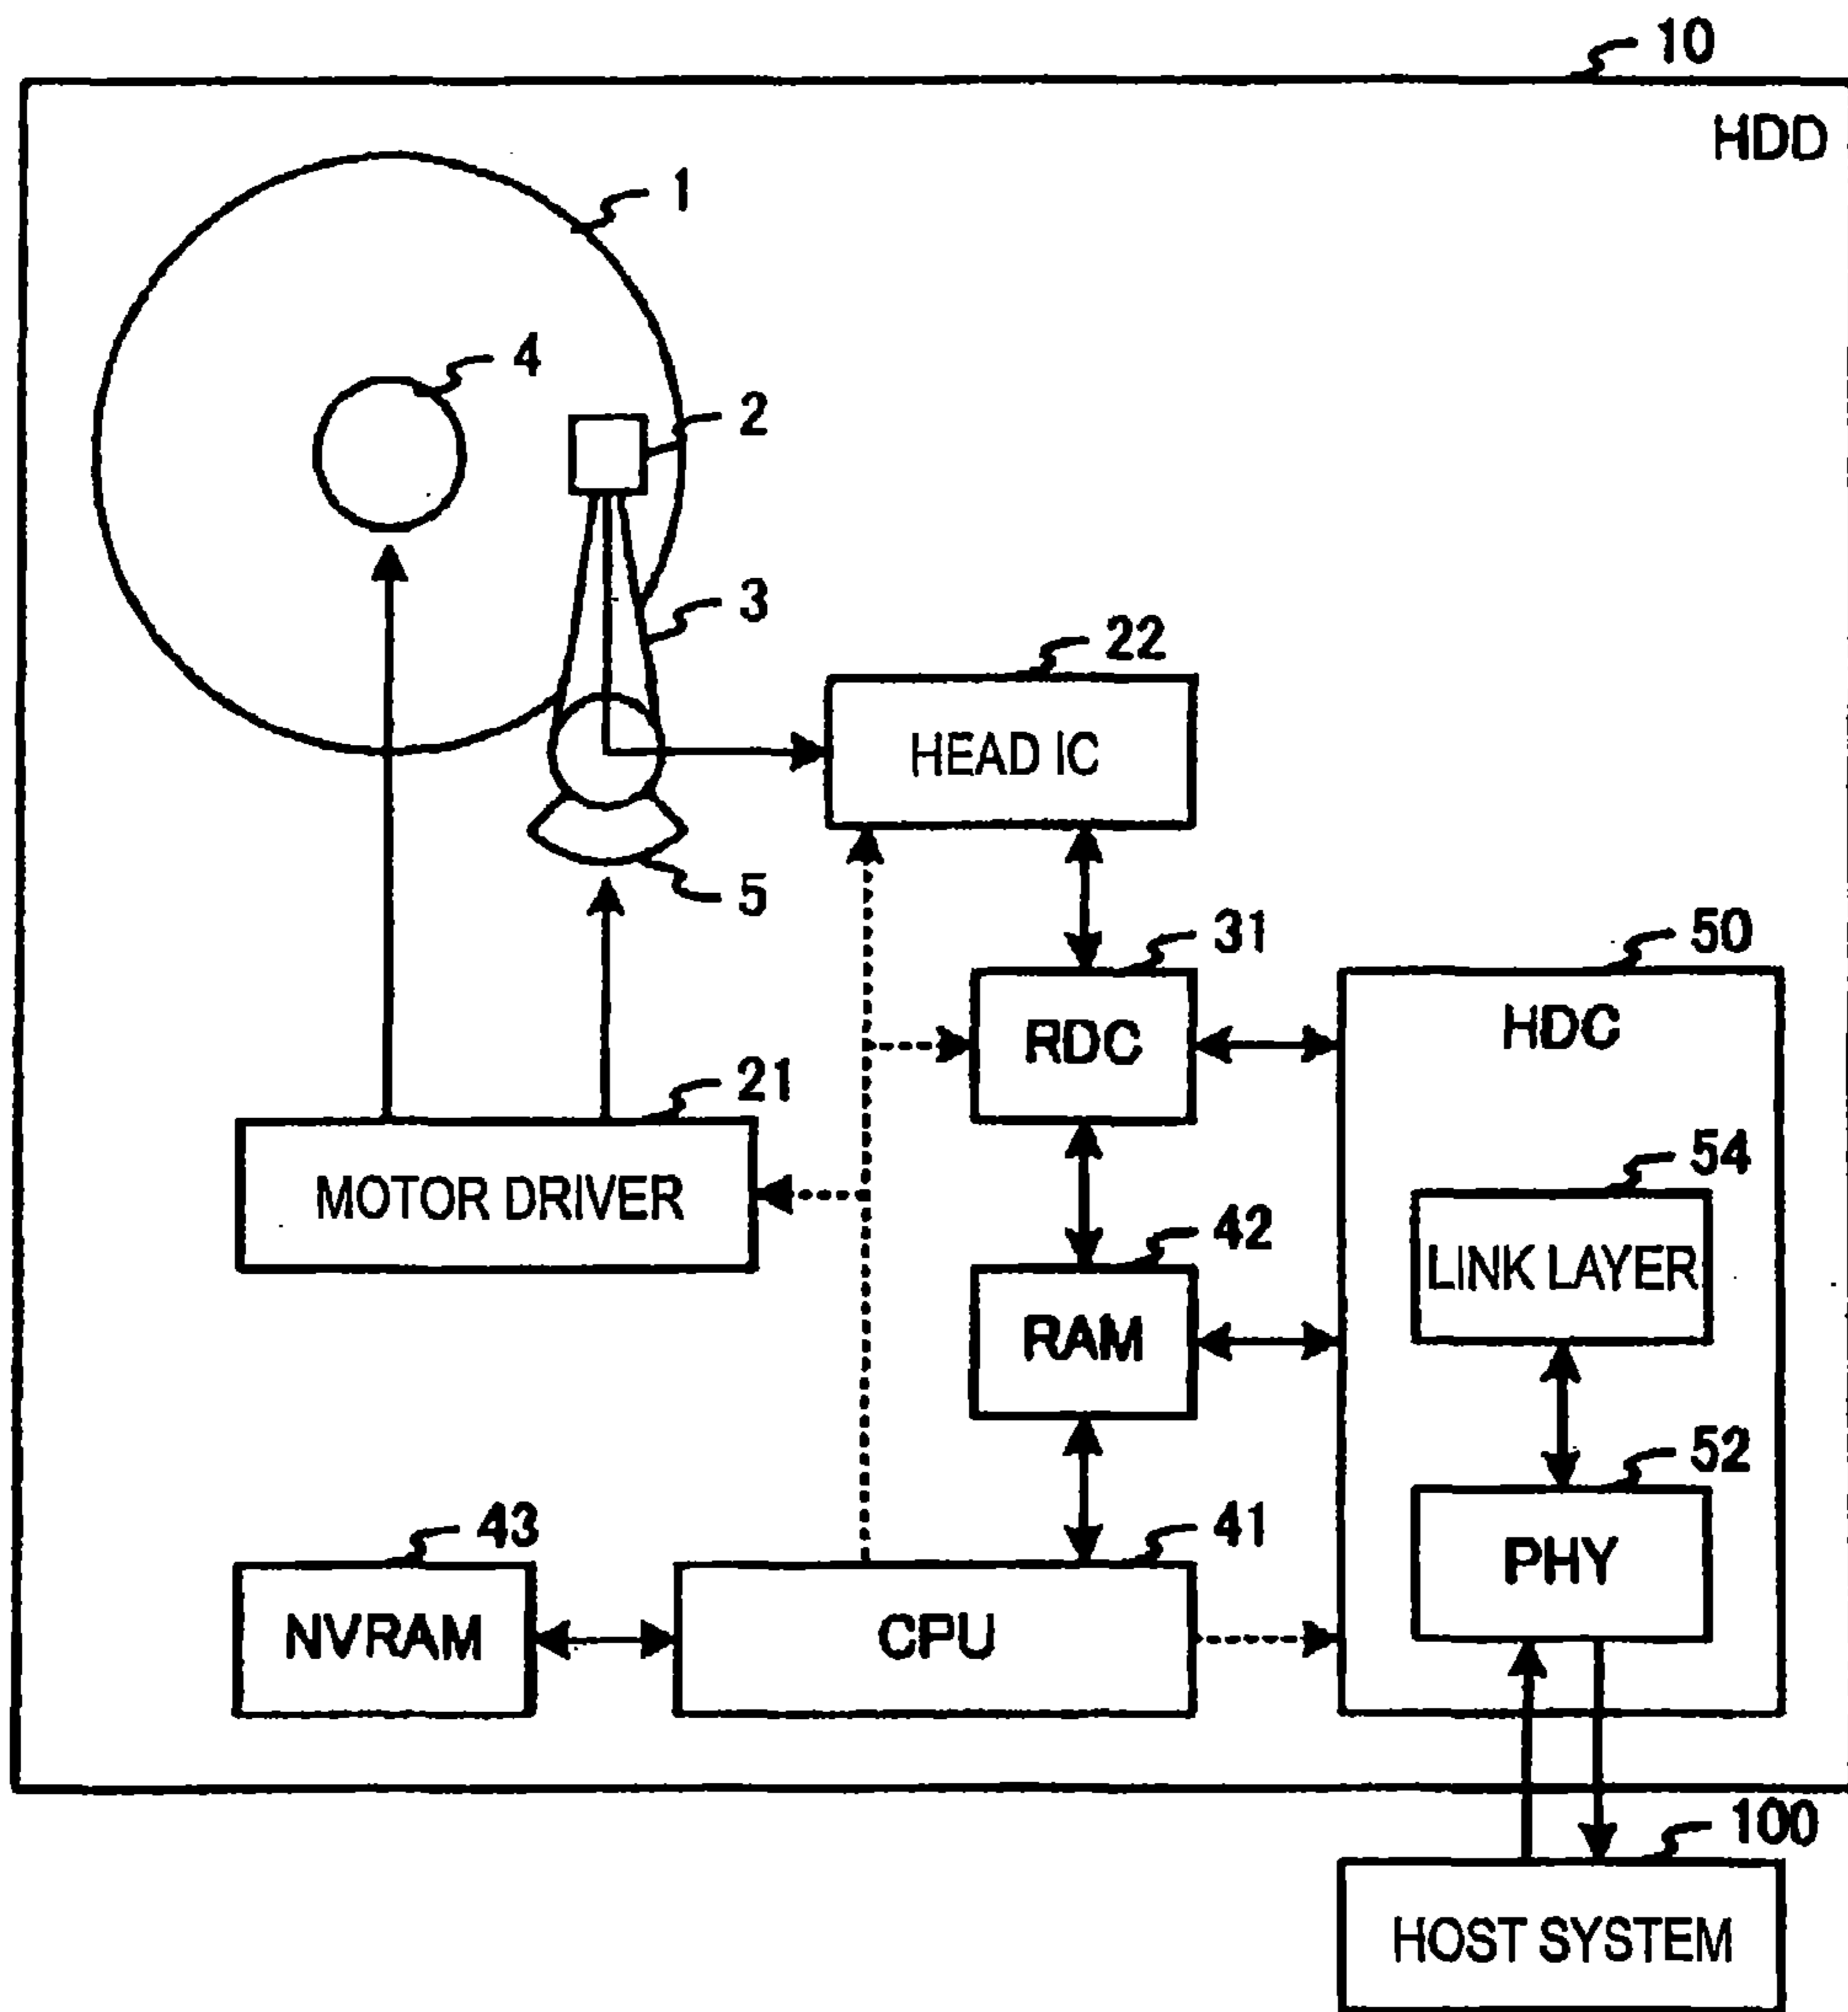 10
HDD
1
4
2
3
22
HEAD IC
5
31
50
RDC
HDC
21
54
MOTOR DRIVER
42
LINK LAYER
RAM
52
43
41
PHY
NVRAM
CPU
100
HOST SYSTEM